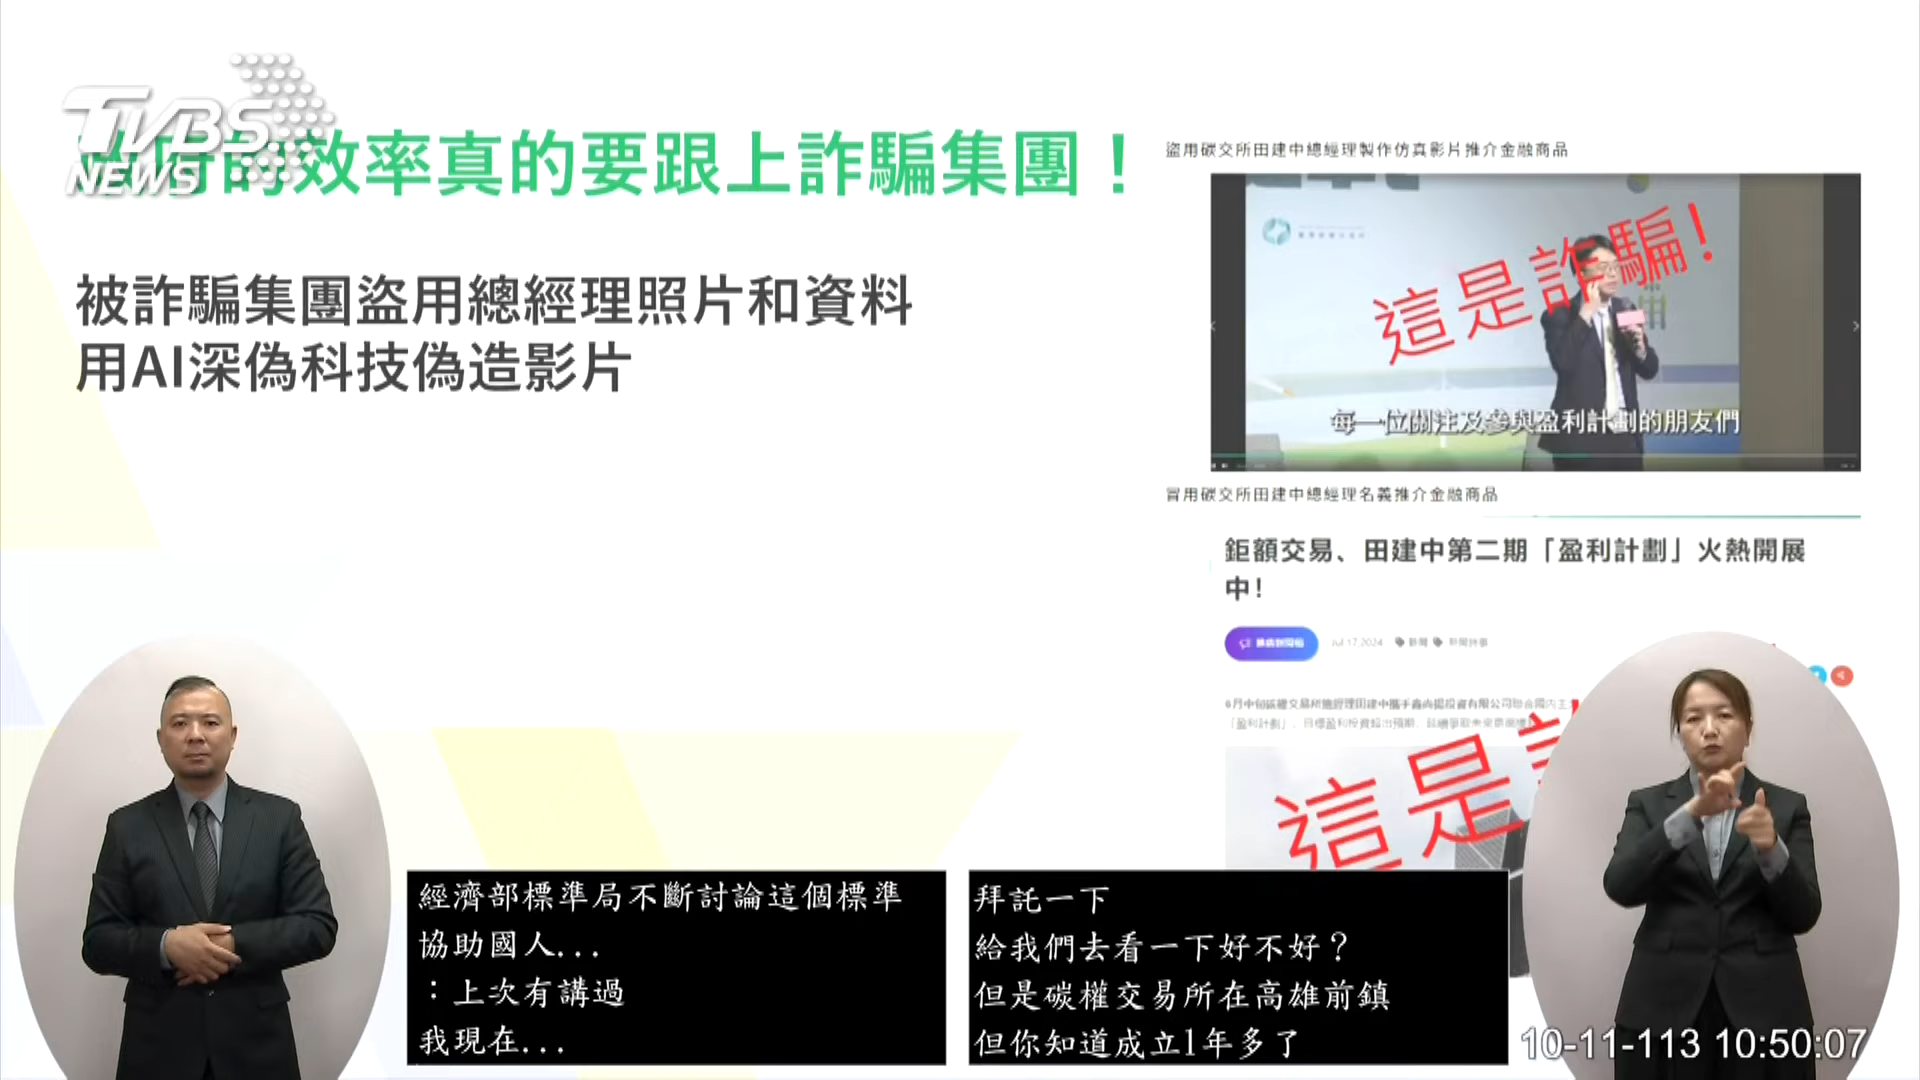 TVBS
NEWS
政府的效率真的要跟上詐騙集團！
被詐騙集團盜用總經理照片和資料
用AI深偽科技偽造影片
盜用碳交所田建中總經理製作仿真影片推介金融商品
這是詐騙!
每一位關注及參與盈利計劃的朋友們
冒用碳交所田建中總經理名義推介金融商品
鉅額交易、田建中第二期「盈利計劃」火熱開展
中!
Jul 17,2024
這是
經濟部標準局不斷討論這個標準
協助國人...
：上次有講過
我現在...
拜託一下
給我們去看一下好不好？
但是碳權交易所在高雄前鎮
但你知道成立1年多了
10-11-113 10:50:07